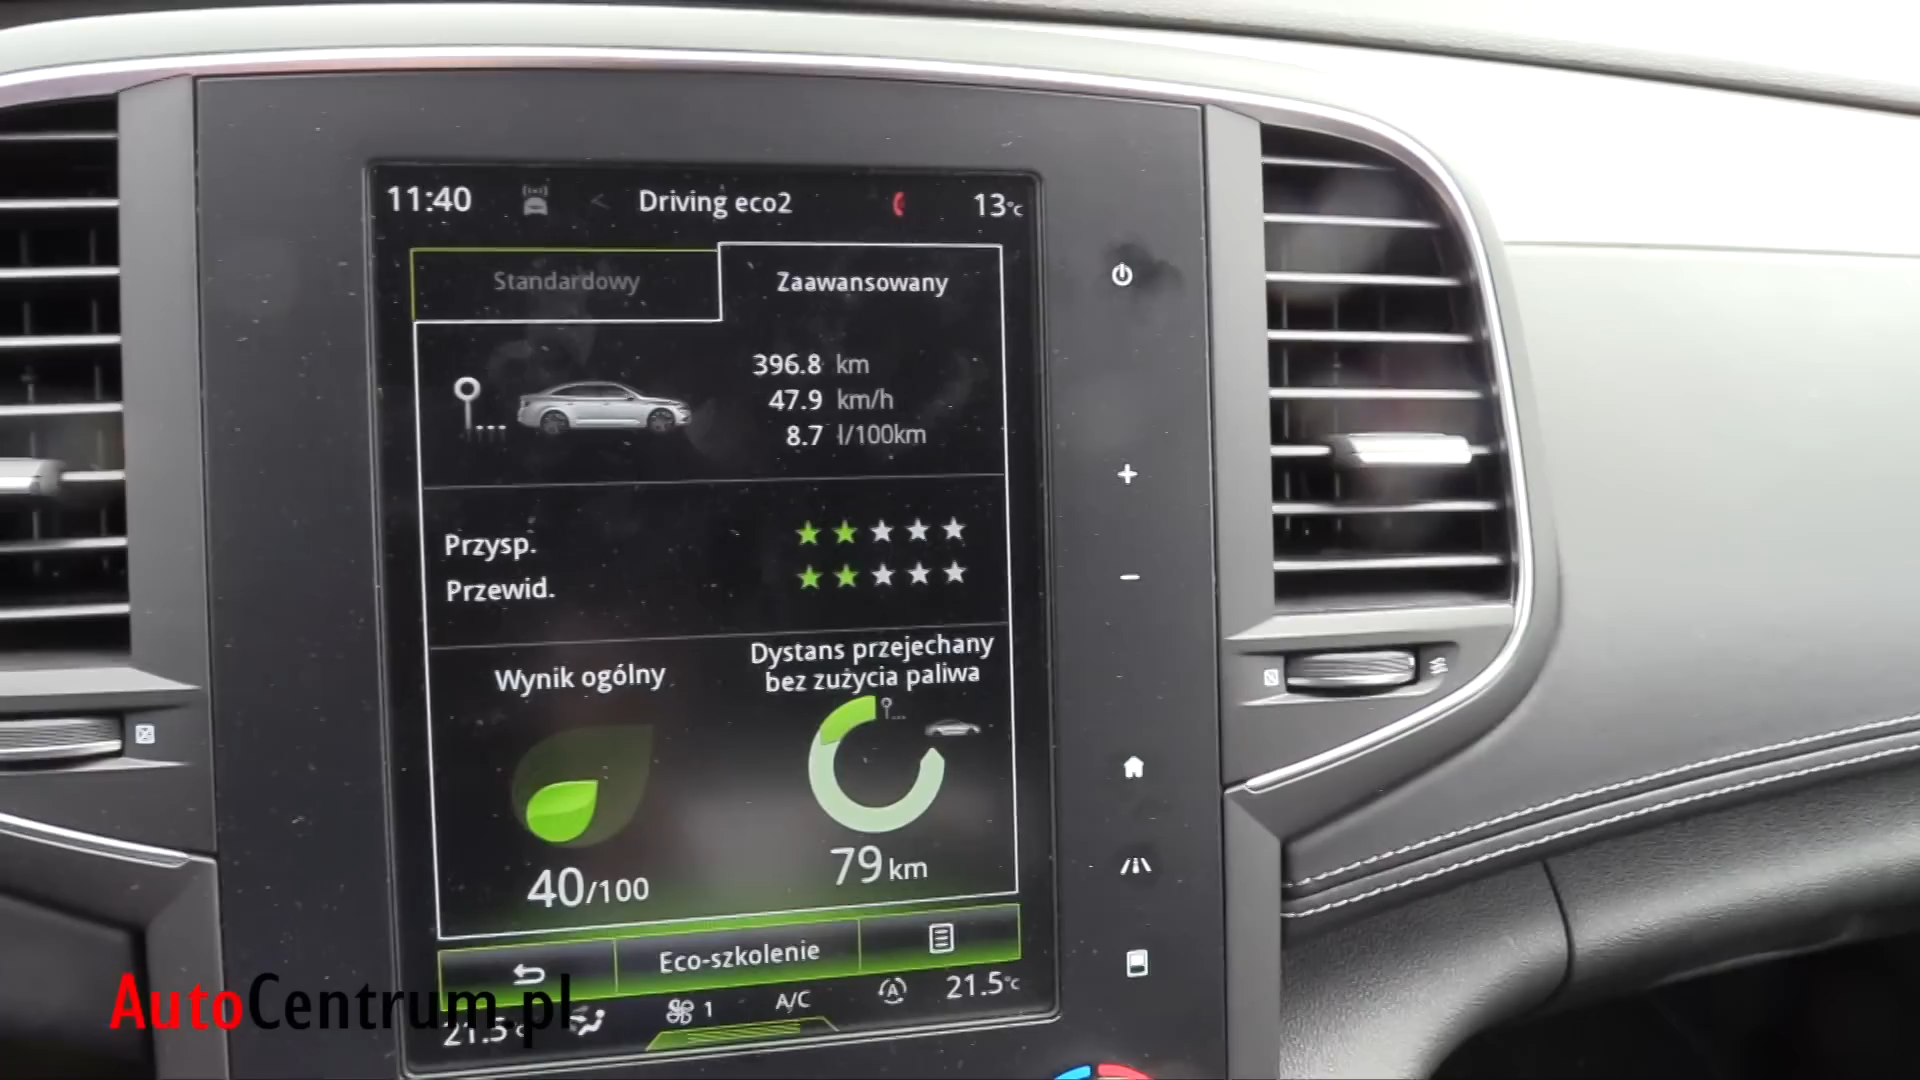 11:40 < Driving eco2 13°C
Standardowy Zaawansowany
396.8 km
47.9 km/h
8.7 l/100km
Przysp.
Przewid.
Wynik ogólny
Dystans przejechany
bez zużycia paliwa
40/100
79 km
Eco-szkolenie
1 A/C A 21.5°C
21.5°C
AutoCentrum.pl